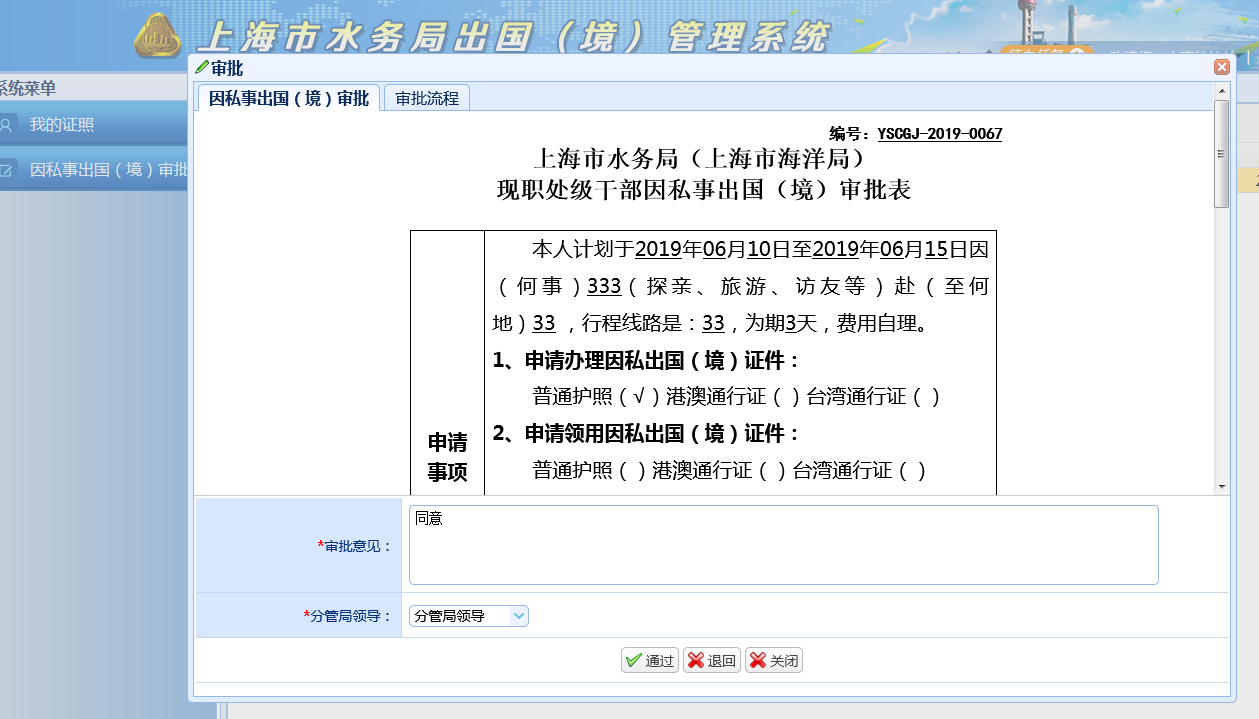 上海市水务局出国（境）管理系统
系统菜单
我的证照
因私事出国（境）审批
审批
因私事出国（境）审批
审批流程
编号：YSCGJ-2019-0067
上海市水务局（上海市海洋局）
现职处级干部因私事出国（境）审批表
本人计划于2019年06月10日至2019年06月15日因
（何事）333（探亲、旅游、访友等）赴（至何
地）33 ，行程线路是：33，为期3天，费用自理。
1、申请办理因私出国（境）证件：
普通护照（√ ）港澳通行证（ ）台湾通行证（ ）
2、申请领用因私出国（境）证件：
普通护照（ ）港澳通行证（ ）台湾通行证（ ）
申请
事项
*审批意见：
同意
*分管局领导：
分管局领导
通过
退回
关闭